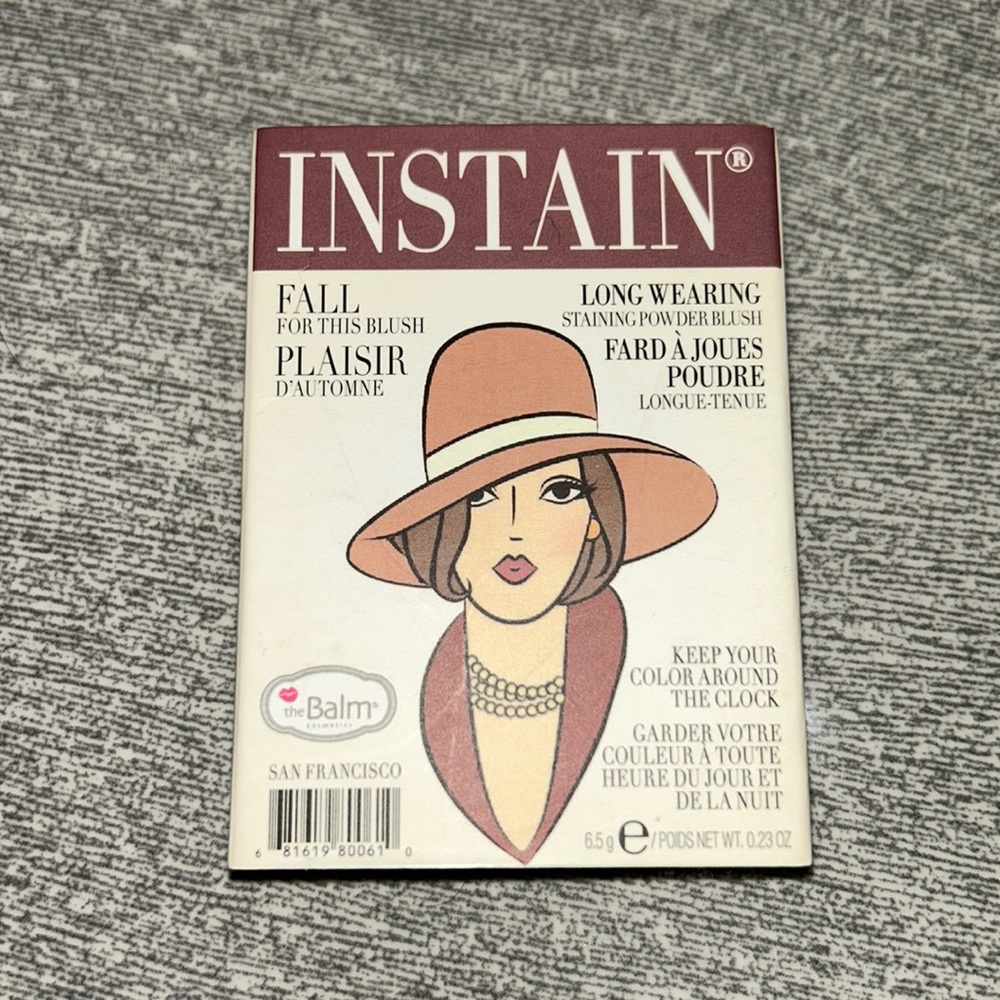 INSTAIN®
FALL
FOR THIS BLUSH
PLAISIR
D'AUTOMNE
LONG WEARING
STAINING POWDER BLUSH
FARD À JOUES
POUDRE
LONGUE-TENUE
KEEP YOUR
COLOR AROUND
THE CLOCK
GARDER VOTRE
COULEUR À TOUTE
HEURE DU JOUR ET
DE LA NUIT
theBalm®
cosmetics
SAN FRANCISCO
6 81619 80061 0
6.5 g e / POIDS NET WT. 0.23 OZ